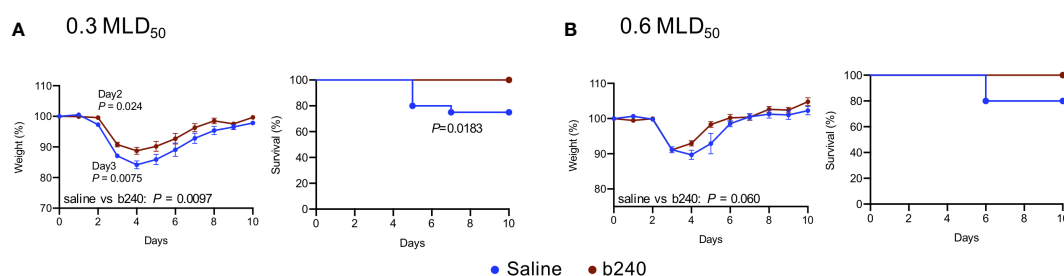 A 0.3 MLD50
B 0.6 MLD50
110
100
90
80
70
Weight (%)
Day2
P = 0.024
Day3
P = 0.0075
saline vs b240: P = 0.0097
0 2 4 6 8 10
Days
100
80
60
40
20
0
Survival (%)
P=0.0183
0 2 4 6 8 10
Days
110
100
90
80
Weight (%)
saline vs b240: P = 0.060
0 2 4 6 8 10
Days
100
80
60
40
20
0
Survival (%)
0 2 4 6 8 10
Days
Saline b240